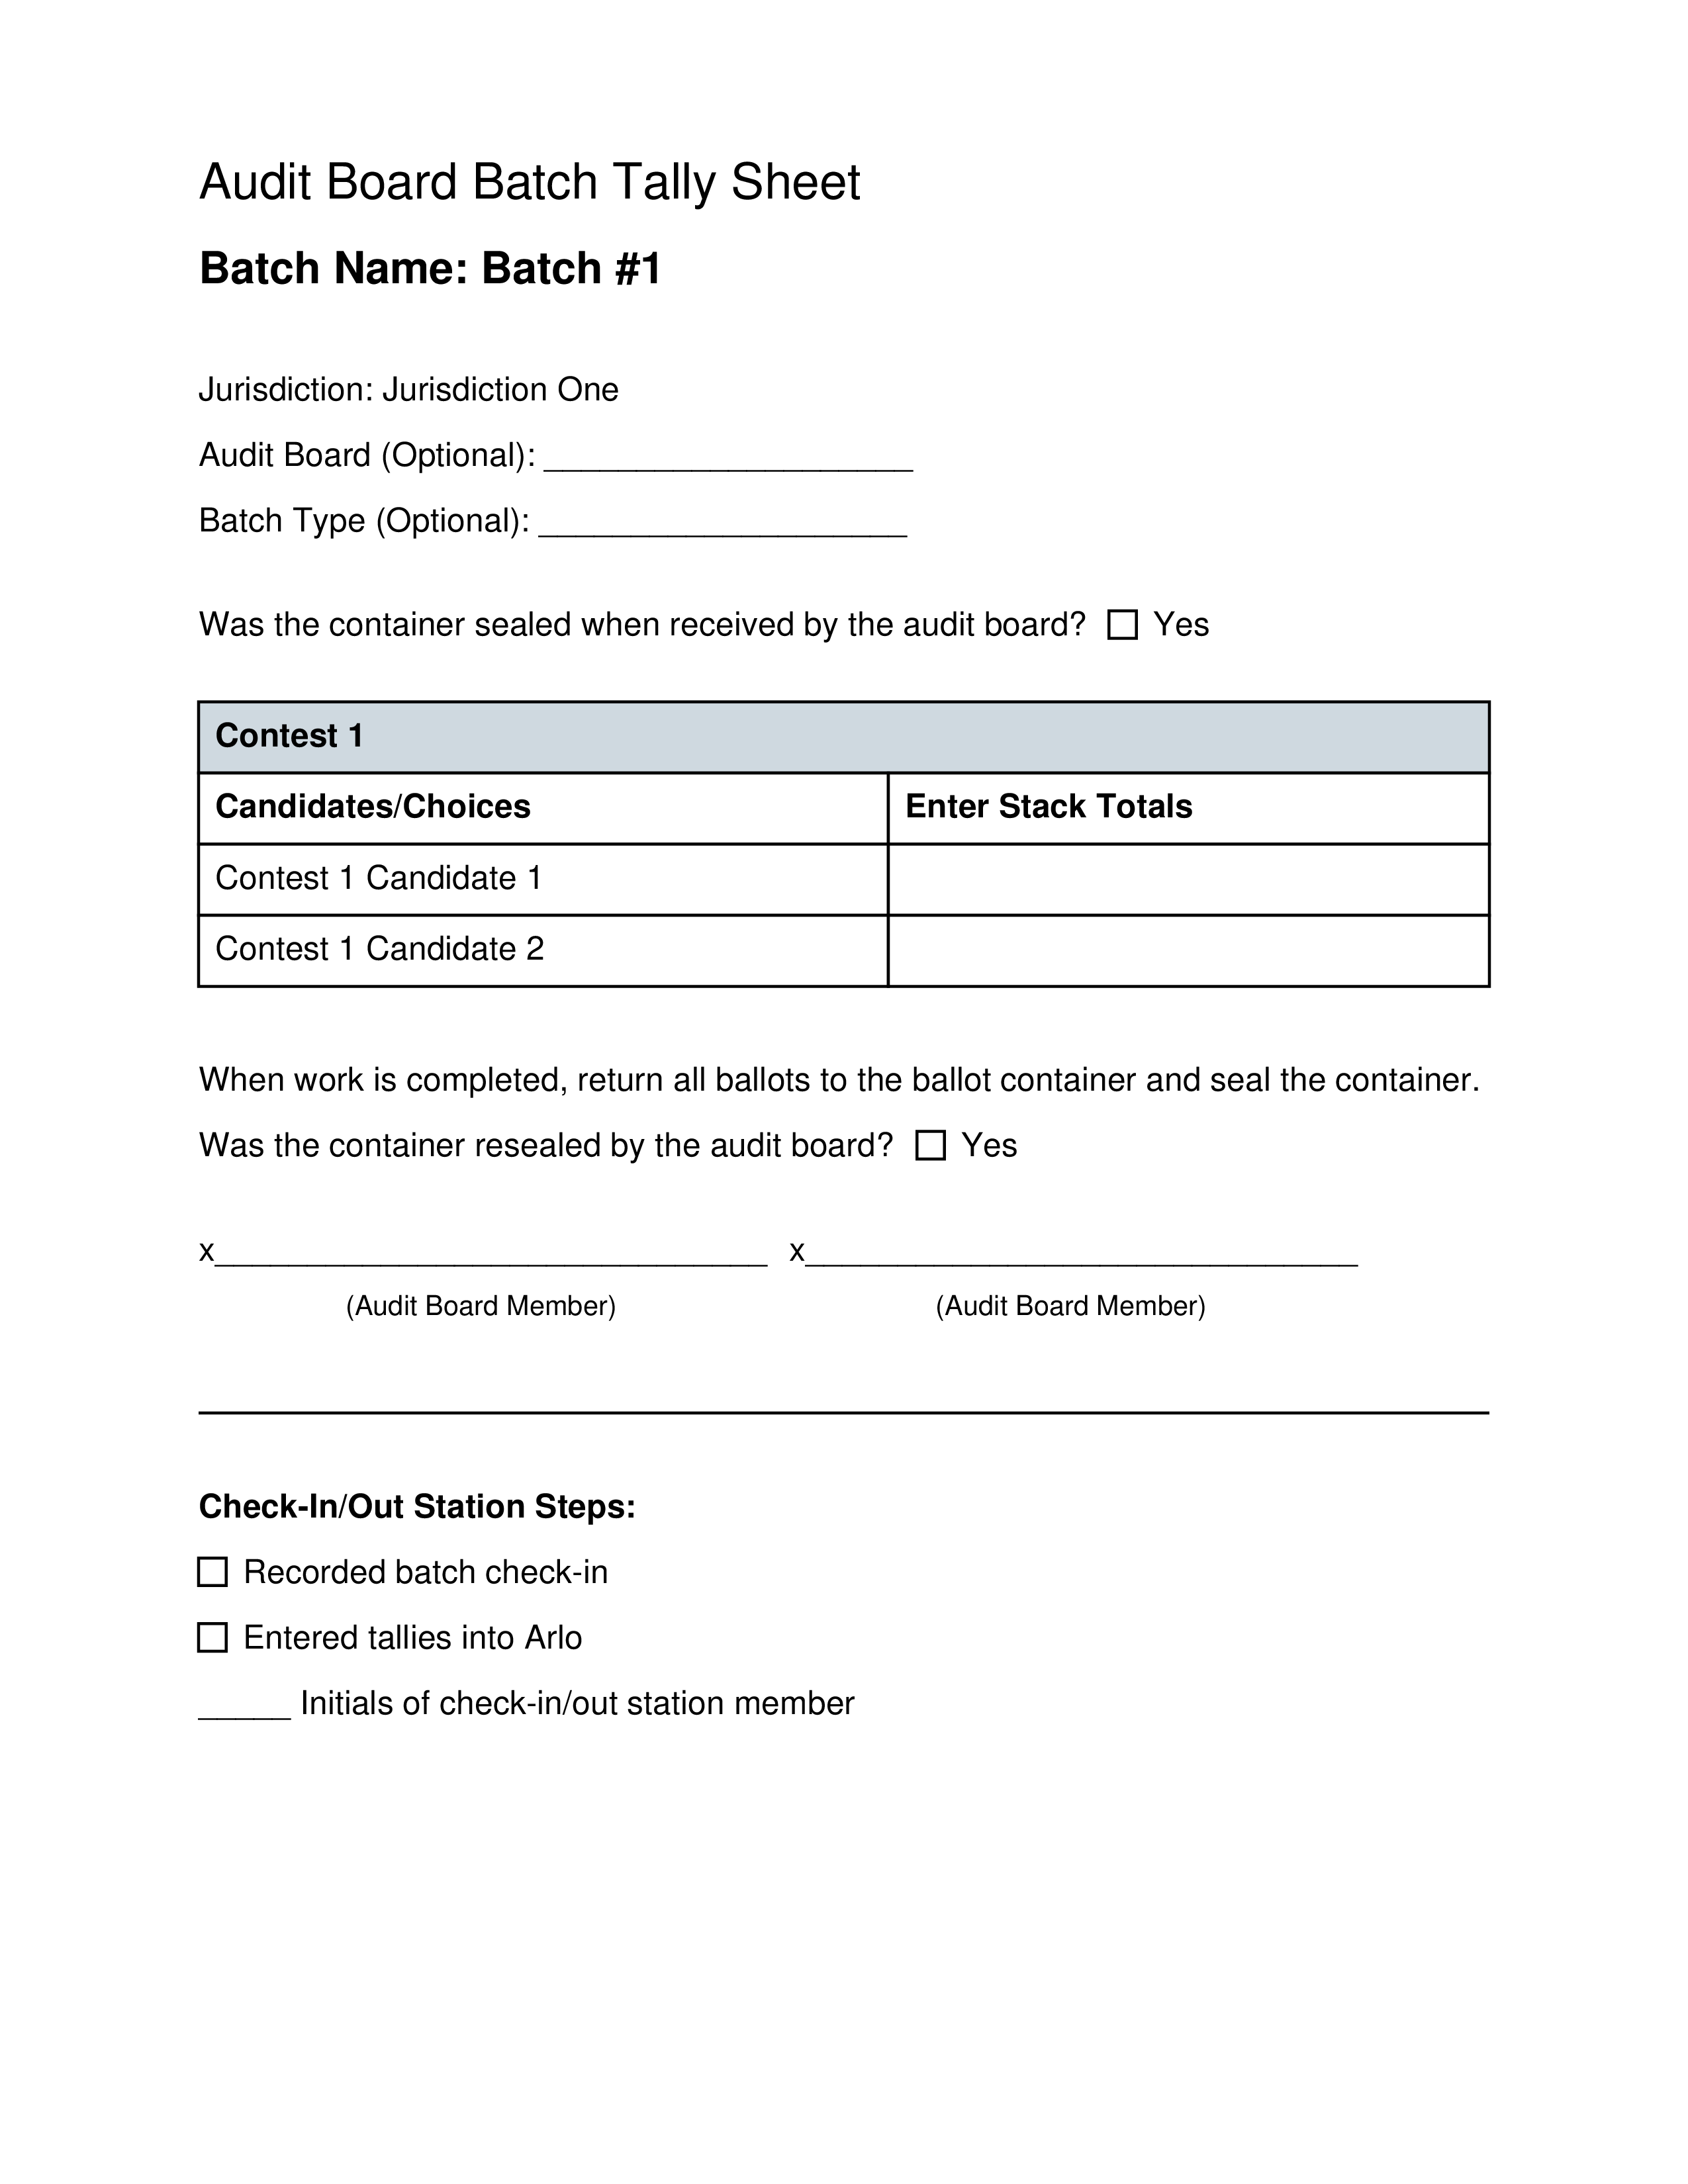 Audit Board Batch Tally Sheet
Batch Name: Batch #1
Jurisdiction: Jurisdiction One
Audit Board (Optional): ____________________
Batch Type (Optional): ____________________
Was the container sealed when received by the audit board? ☐ Yes
Contest 1
Candidates/Choices Enter Stack Totals
Contest 1 Candidate 1
Contest 1 Candidate 2
When work is completed, return all ballots to the ballot container and seal the container.
Was the container resealed by the audit board? ☐ Yes
x______________________________ x______________________________
(Audit Board Member) (Audit Board Member)
Check-In/Out Station Steps:
☐ Recorded batch check-in
☐ Entered tallies into Arlo
_____ Initials of check-in/out station member